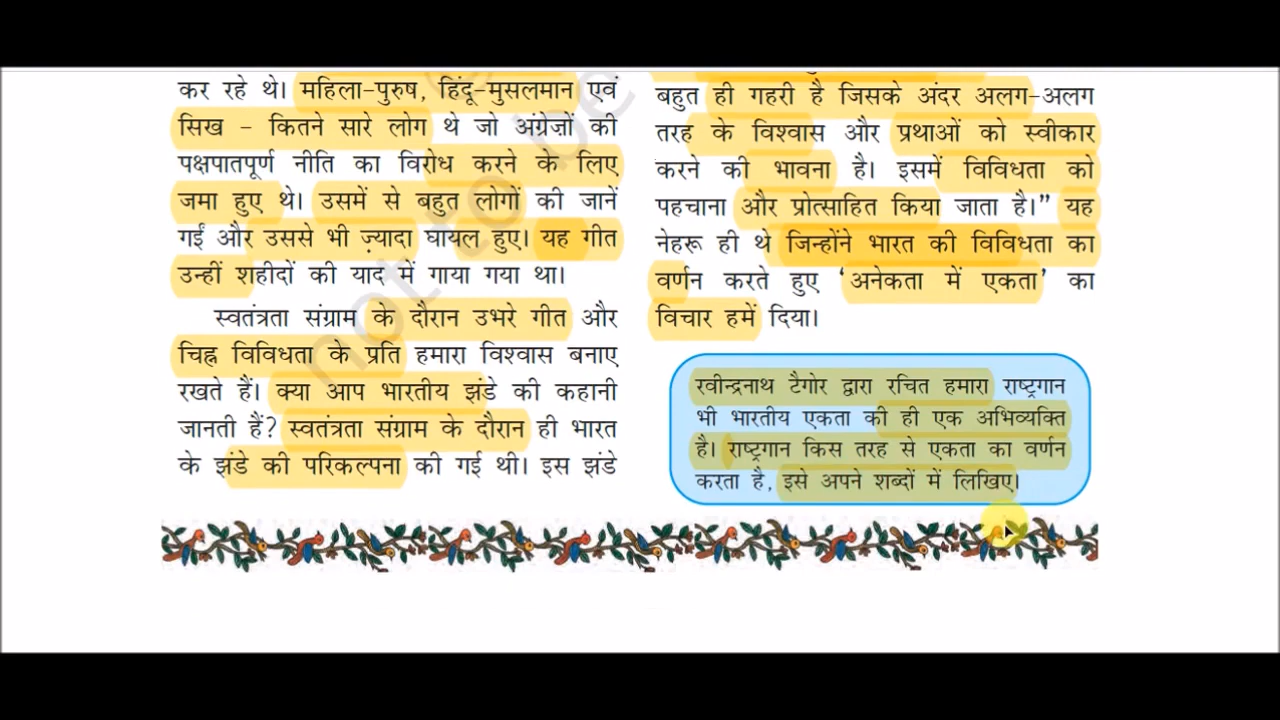 कर रहे थे। महिला-पुरुष, हिंदू-मुसलमान एवं
सिख – कितने सारे लोग थे जो अंग्रेज़ों की
पक्षपातपूर्ण नीति का विरोध करने के लिए
जमा हुए थे। उसमें से बहुत लोगों की जानें
गईं और उससे भी ज़्यादा घायल हुए। यह गीत
उन्हीं शहीदों की याद में गाया गया था।
स्वतंत्रता संग्राम के दौरान उभरे गीत और
चिह्न विविधता के प्रति हमारा विश्वास बनाए
रखते हैं। क्या आप भारतीय झंडे की कहानी
जानती हैं? स्वतंत्रता संग्राम के दौरान ही भारत
के झंडे की परिकल्पना की गई थी। इस झंडे
बहुत ही गहरी है जिसके अंदर अलग-अलग
तरह के विश्वास और प्रथाओं को स्वीकार
करने की भावना है। इसमें विविधता को
पहचाना और प्रोत्साहित किया जाता है।” यह
नेहरू ही थे जिन्होंने भारत की विविधता का
वर्णन करते हुए ‘अनेकता में एकता’ का
विचार हमें दिया।
रवीन्द्रनाथ टैगोर द्वारा रचित हमारा राष्ट्रगान
भी भारतीय एकता की ही एक अभिव्यक्ति
है। राष्ट्रगान किस तरह से एकता का वर्णन
करता है, इसे अपने शब्दों में लिखिए।
not to be